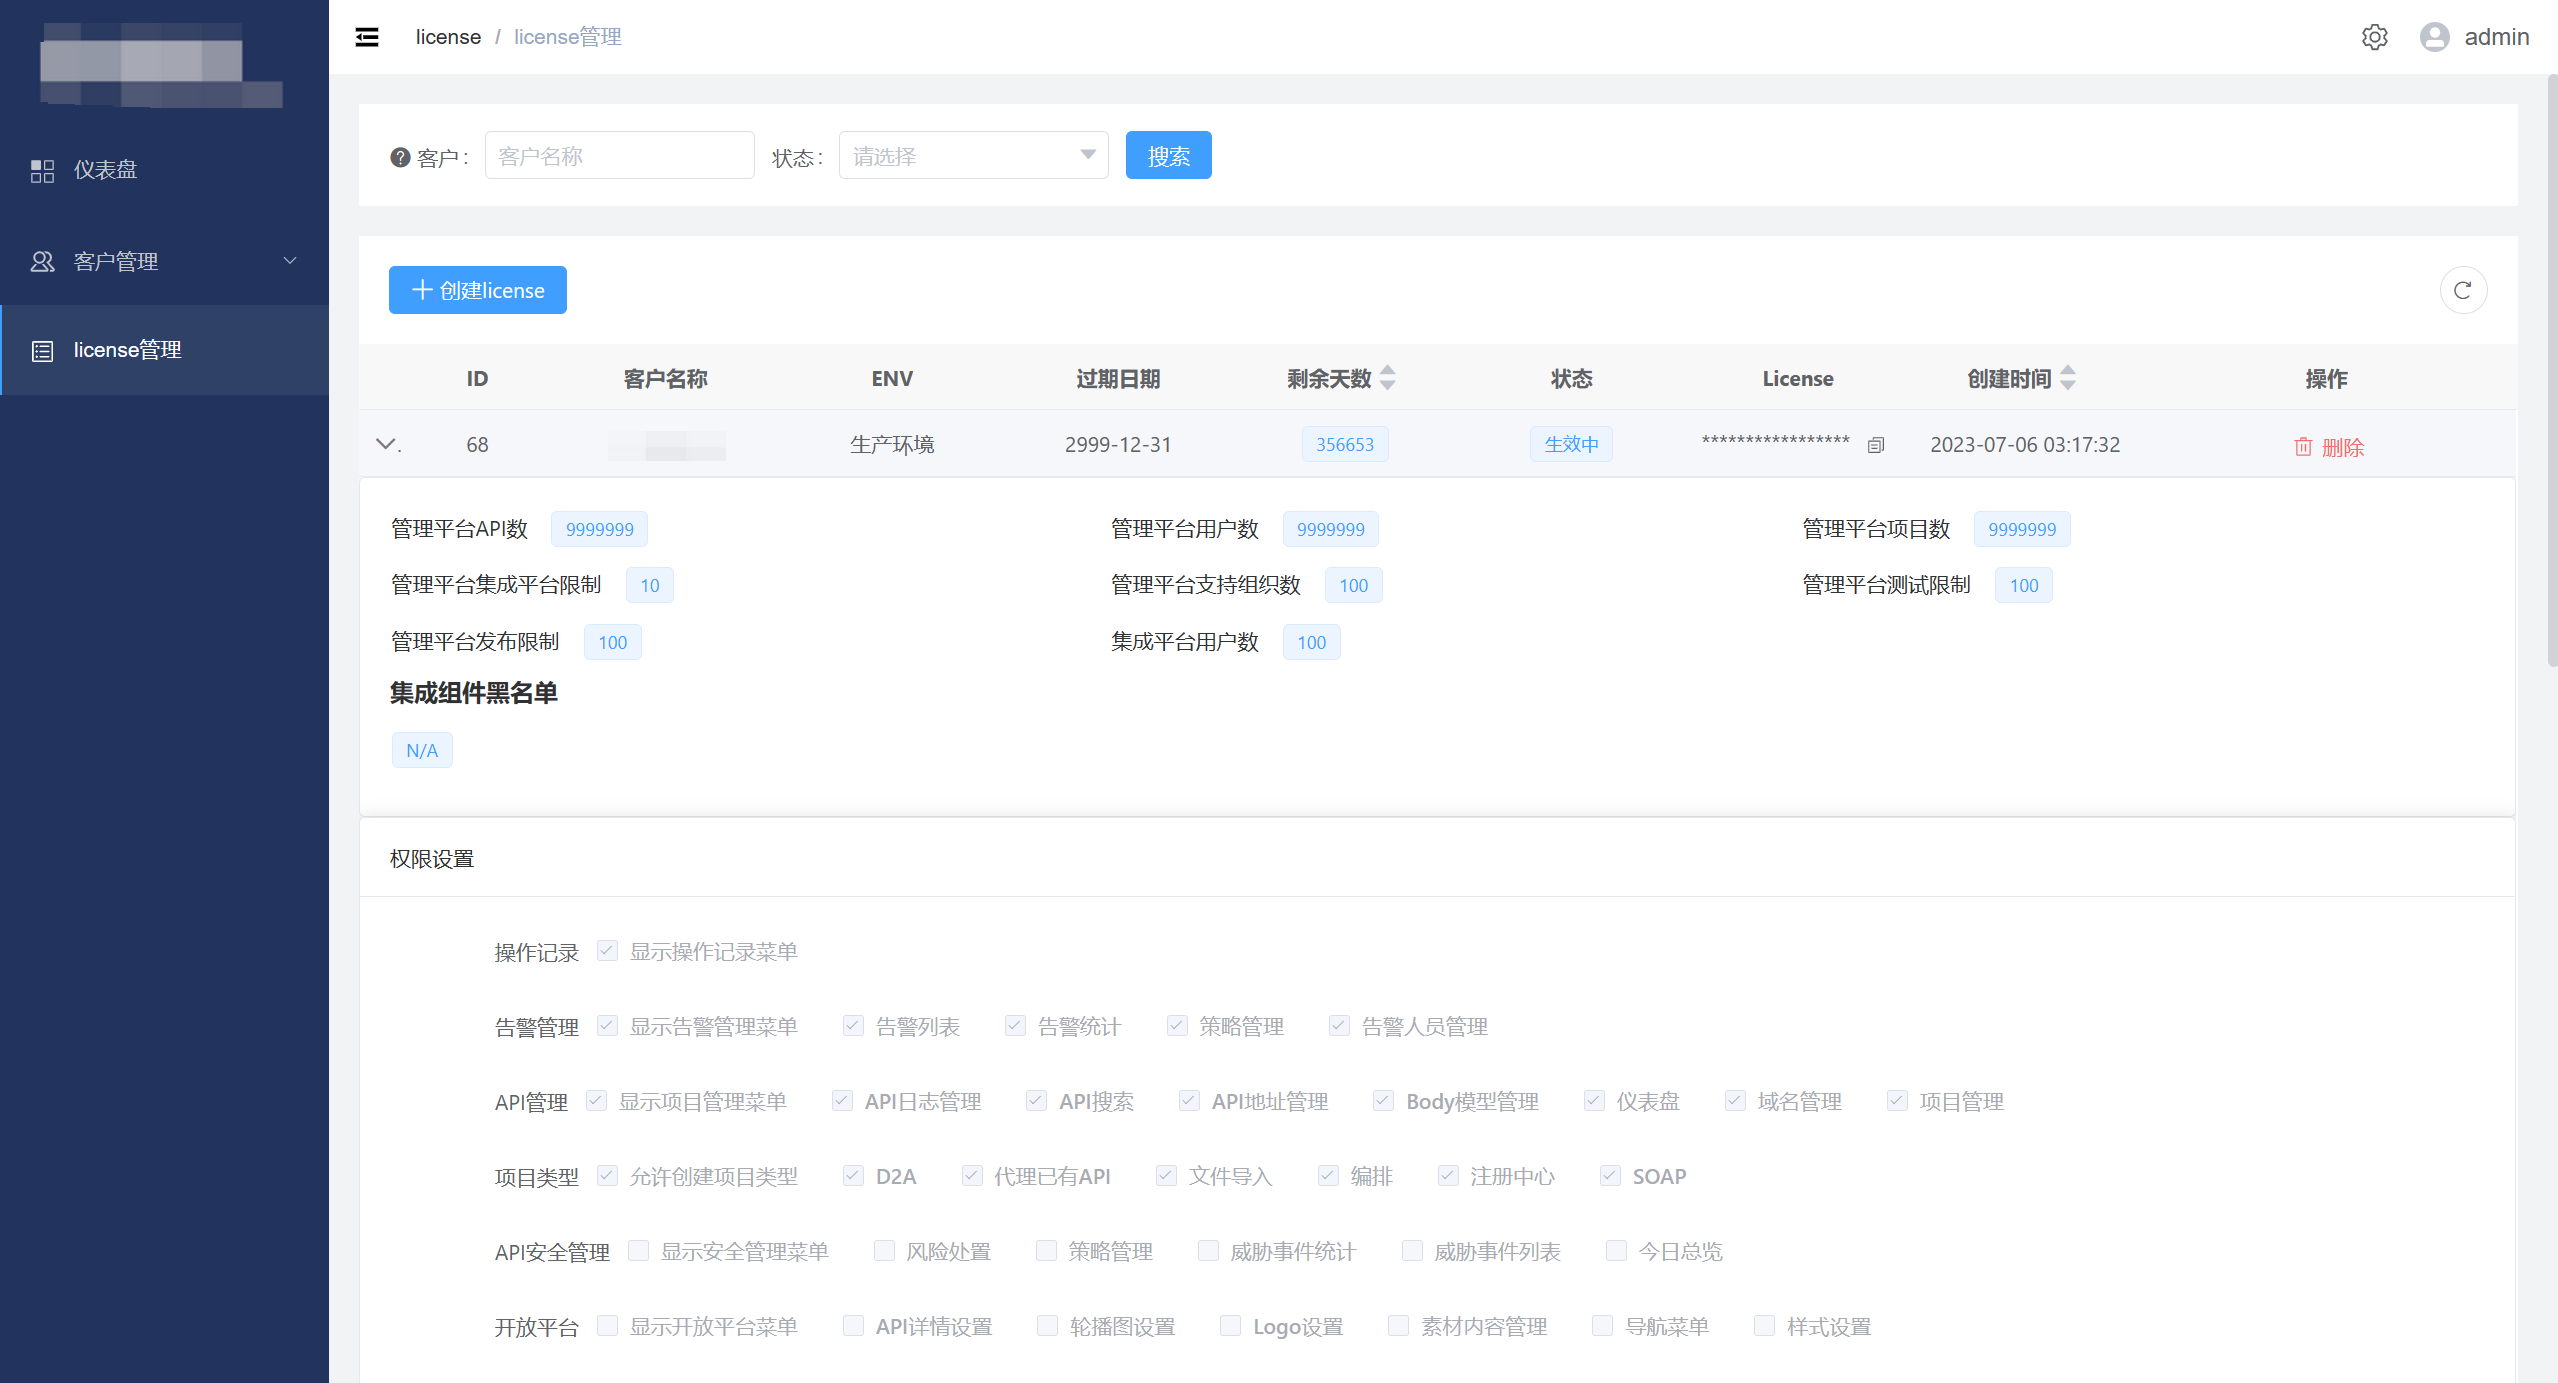 license / license管理
admin
仪表盘
客户管理
license管理
客户 : 客户名称 状态 : 请选择 搜索
创建license
ID 客户名称 ENV 过期日期 剩余天数 状态 License 创建时间 操作
68 生产环境 2999-12-31 356653 生效中 ***************** 2023-07-06 03:17:32 删除
管理平台API数 9999999 管理平台用户数 9999999 管理平台项目数 9999999
管理平台集成平台限制 10 管理平台支持组织数 100 管理平台测试限制 100
管理平台发布限制 100 集成平台用户数 100
集成组件黑名单
N/A
权限设置
操作记录 显示操作记录菜单
告警管理 显示告警管理菜单 告警列表 告警统计 策略管理 告警人员管理
API管理 显示项目管理菜单 API日志管理 API搜索 API地址管理 Body模型管理 仪表盘 域名管理 项目管理
项目类型 允许创建项目类型 D2A 代理已有API 文件导入 编排 注册中心 SOAP
API安全管理 显示安全管理菜单 风险处置 策略管理 威胁事件统计 威胁事件列表 今日总览
开放平台 显示开放平台菜单 API详情设置 轮播图设置 Logo设置 素材内容管理 导航菜单 样式设置